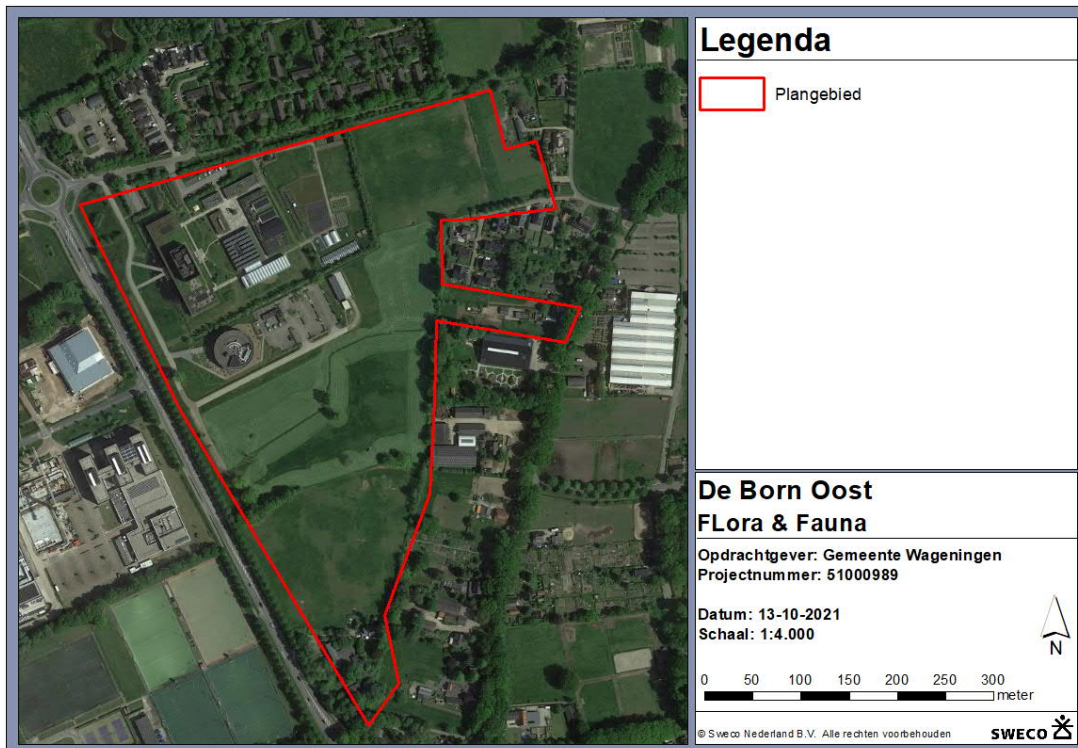 Legenda
Plangebied
De Born Oost
FLora & Fauna
Opdrachtgever: Gemeente Wageningen
Projectnummer: 51000989
Datum: 13-10-2021
Schaal: 1:4.000
N
0 50 100 150 200 250 300
meter
© Sweco Nederland B.V. Alle rechten voorbehouden
SWECO